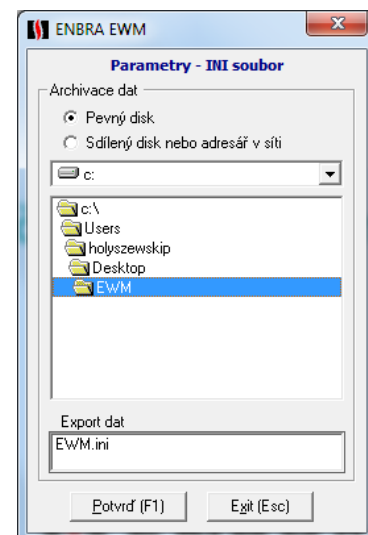 ENBRA EWM
x
Parametry - INI soubor
Archivace dat
Pevný disk
Sdílený disk nebo adresář v síti
c:
c:\
Users
holyszewskip
Desktop
EWM
Export dat
EWM.ini
Potvrď (F1) Exit (Esc)